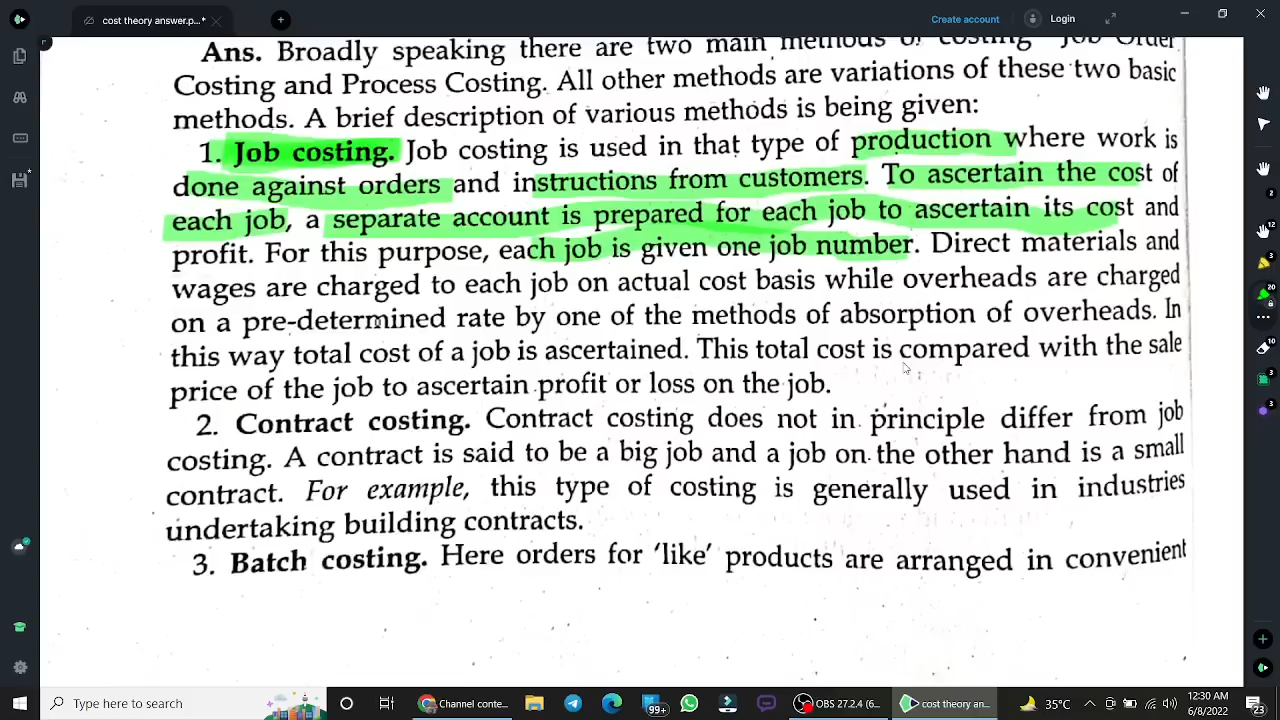 cost theory answer.p...
Create account
Login
Ans. Broadly speaking there are two main methods of costing Job Order
Costing and Process Costing. All other methods are variations of these two basic
methods. A brief description of various methods is being given:
1. Job costing. Job costing is used in that type of production where work is
done against orders and instructions from customers. To ascertain the cost of
each job, a separate account is prepared for each job to ascertain its cost and
profit. For this purpose, each job is given one job number. Direct materials and
wages are charged to each job on actual cost basis while overheads are charged
on a pre-determined rate by one of the methods of absorption of overheads. In
this way total cost of a job is ascertained. This total cost is compared with the sale
price of the job to ascertain profit or loss on the job.
2. Contract costing. Contract costing does not in principle differ from job
costing. A contract is said to be a big job and a job on the other hand is a small
contract. For example, this type of costing is generally used in industries
undertaking building contracts.
3. Batch costing. Here orders for 'like' products are arranged in convenient
2
12
3
20
10
3
3
Type here to search
99+
Channel conte...
OBS 27.2.4 (6...
cost theory an...
35°C
12:30 AM
6/8/2022
23